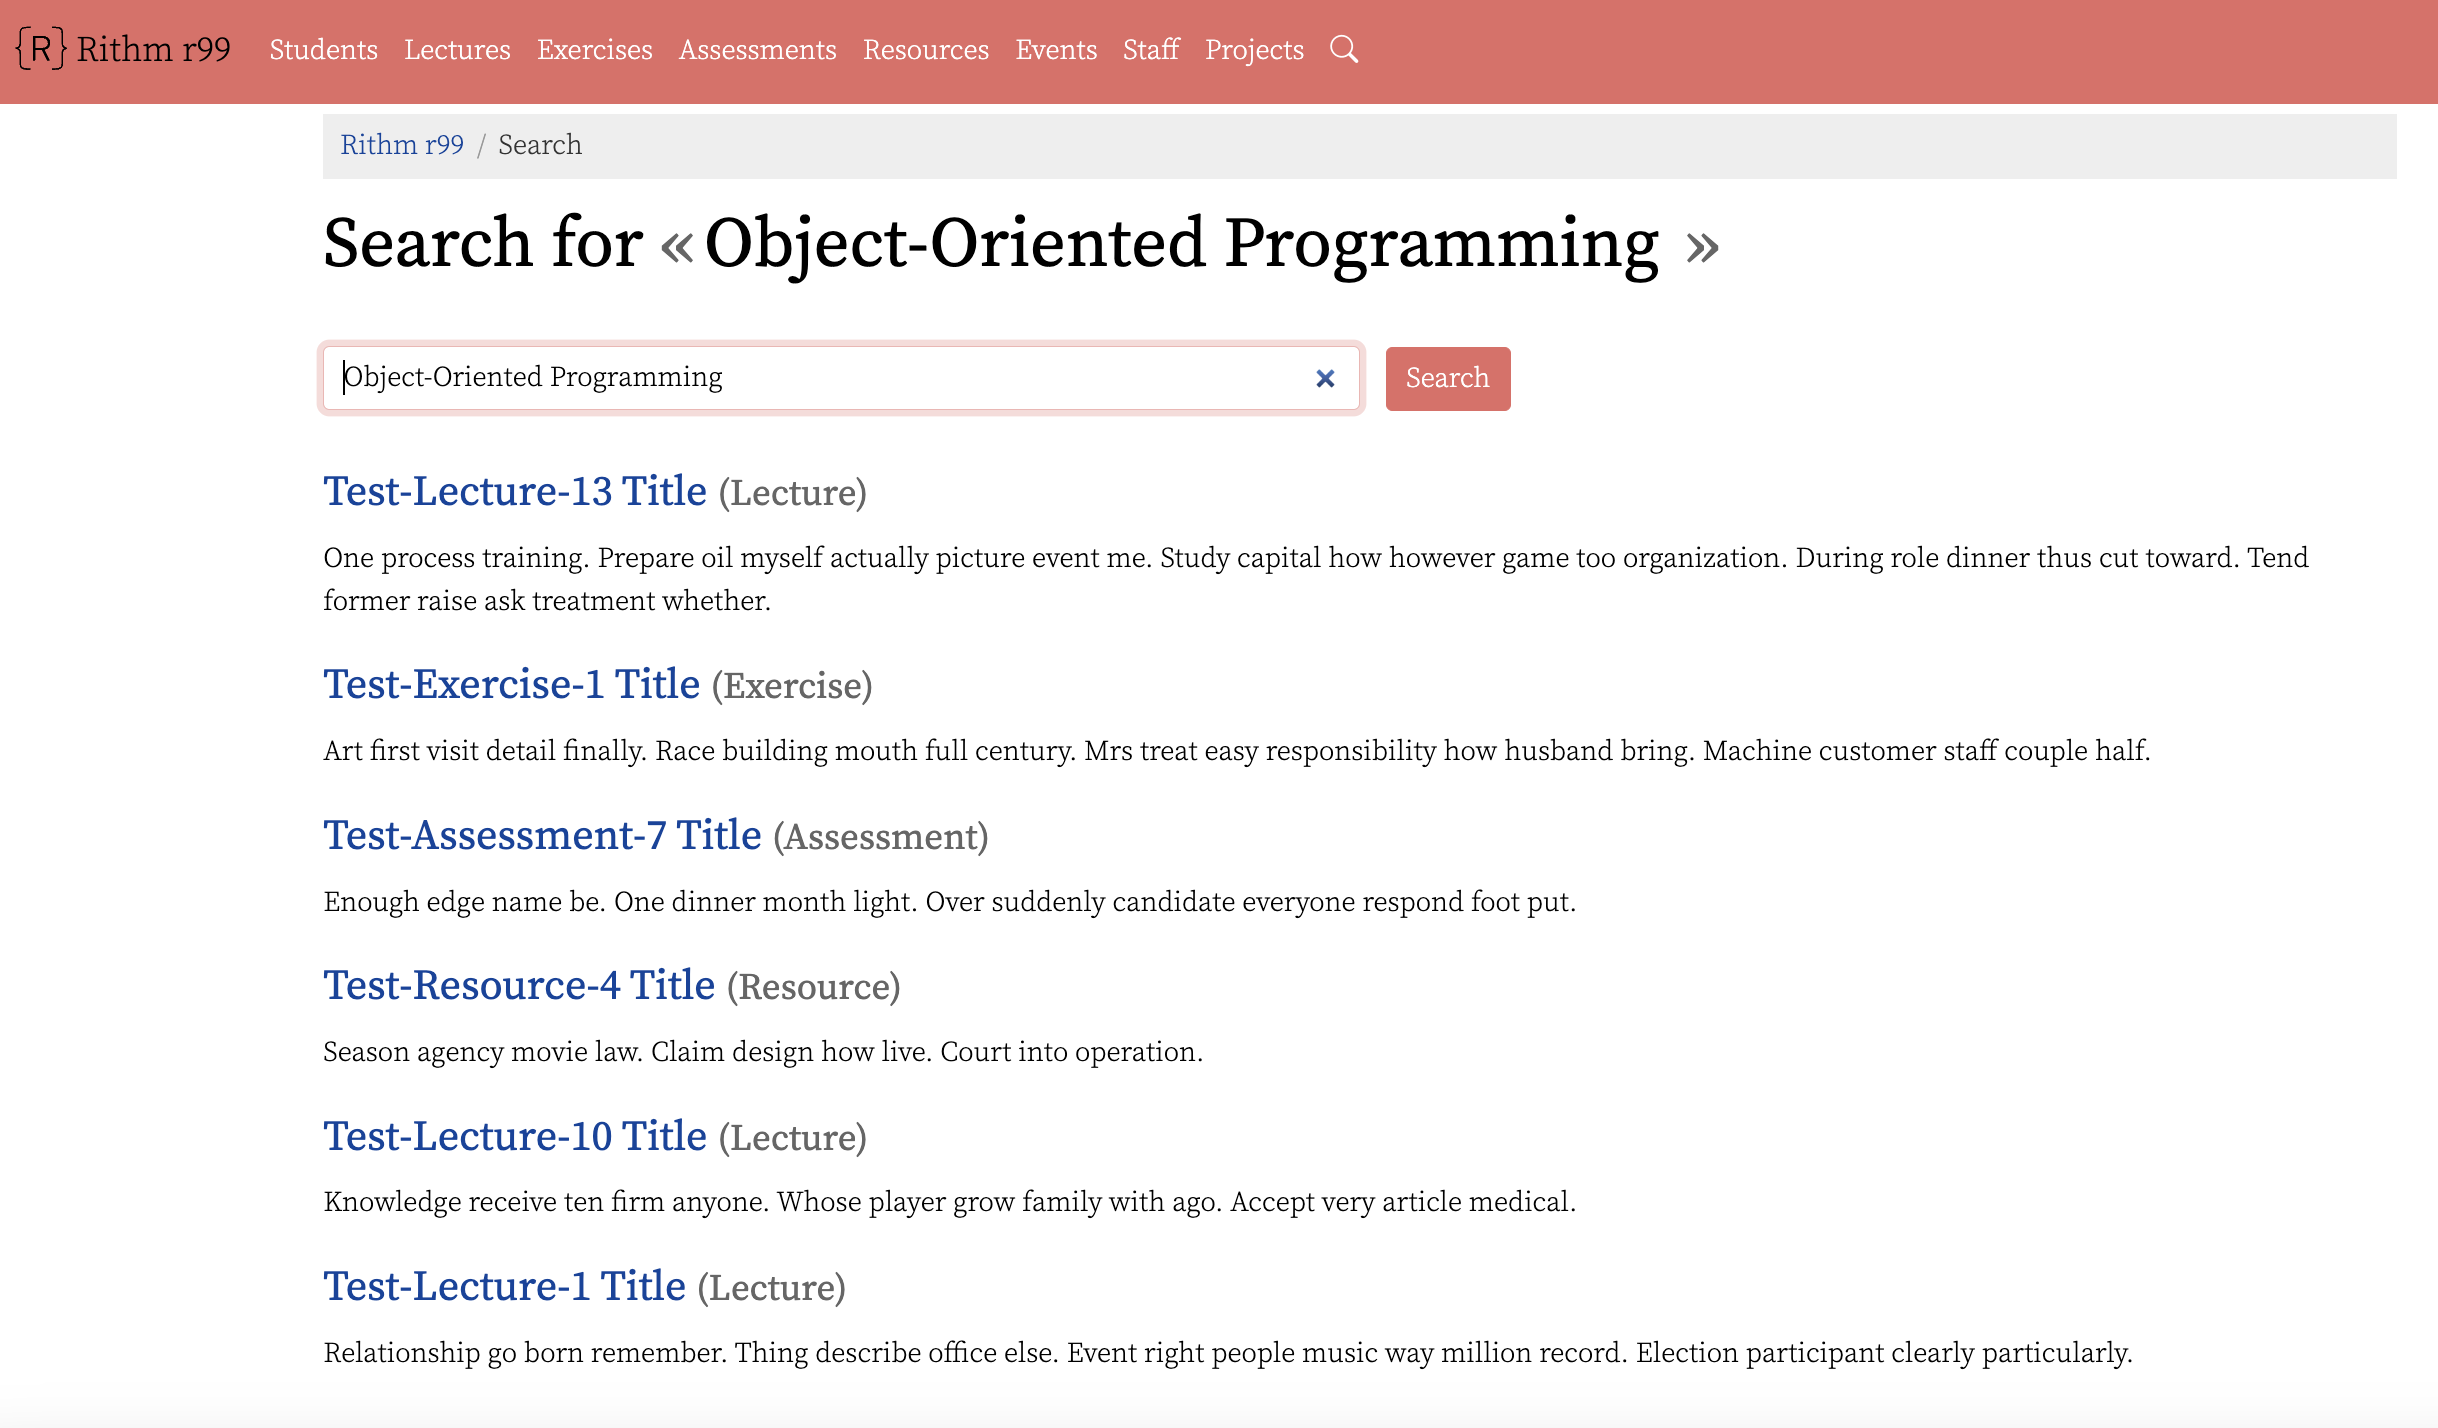 {R} Rithm r99 Students Lectures Exercises Assessments Resources Events Staff Projects
Rithm r99 / Search
Search for « Object-Oriented Programming »
Object-Oriented Programming × Search
Test-Lecture-13 Title (Lecture)
One process training. Prepare oil myself actually picture event me. Study capital how however game too organization. During role dinner thus cut toward. Tend
former raise ask treatment whether.
Test-Exercise-1 Title (Exercise)
Art first visit detail finally. Race building mouth full century. Mrs treat easy responsibility how husband bring. Machine customer staff couple half.
Test-Assessment-7 Title (Assessment)
Enough edge name be. One dinner month light. Over suddenly candidate everyone respond foot put.
Test-Resource-4 Title (Resource)
Season agency movie law. Claim design how live. Court into operation.
Test-Lecture-10 Title (Lecture)
Knowledge receive ten firm anyone. Whose player grow family with ago. Accept very article medical.
Test-Lecture-1 Title (Lecture)
Relationship go born remember. Thing describe office else. Event right people music way million record. Election participant clearly particularly.